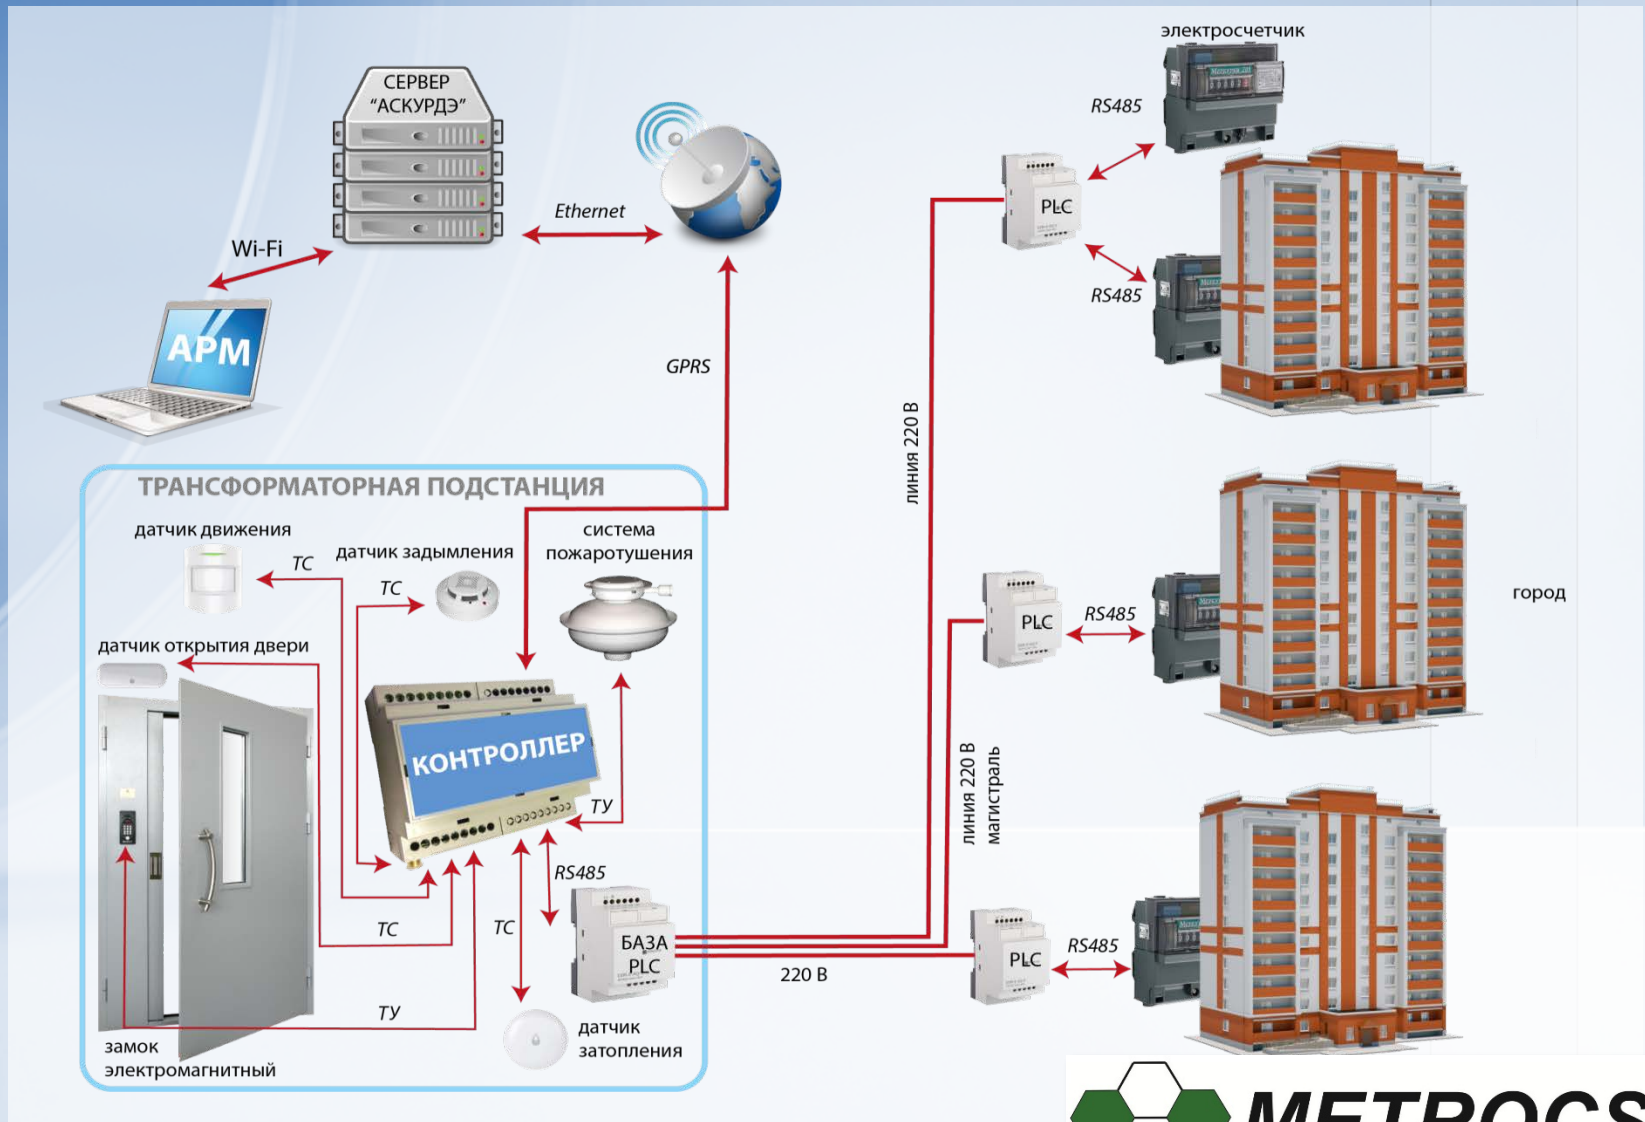 электросчетчик
СЕРВЕР
“АСКУРДЭ”
RS485
PLC
Ethernet
Wi-Fi
RS485
АРМ
GPRS
линия 220 В
ТРАНСФОРМАТОРНАЯ ПОДСТАНЦИЯ
датчик движения
ТС
датчик задымления
ТС
система
пожаротушения
город
PLC
RS485
датчик открытия двери
КОНТРОЛЛЕР
линия 220 В
магистраль
ТУ
RS485
ТС
ТС
БАЗА
PLC
220 В
PLC
RS485
ТУ
датчик
затопления
замок
электромагнитный
METROCS